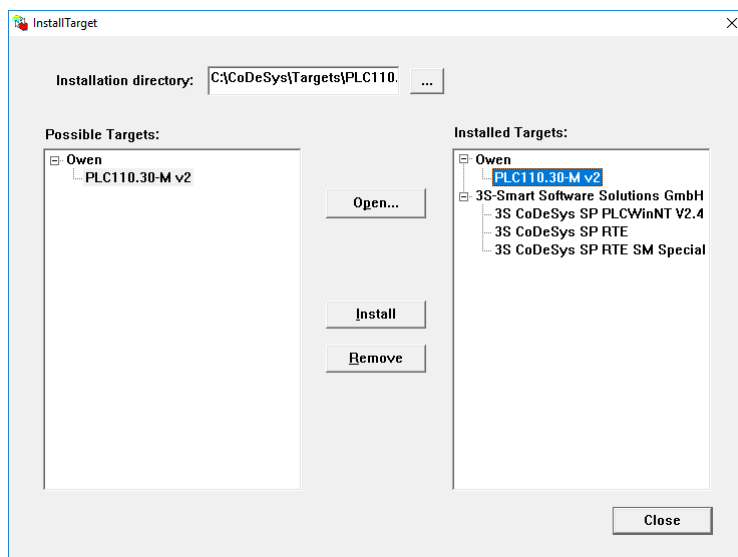 InstallTarget
Installation directory: C:\CoDeSys\Targets\PLC110. ...
Possible Targets:
Owen
PLC110.30-M v2
Open...
Install
Remove
Installed Targets:
Owen
PLC110.30-M v2
3S-Smart Software Solutions GmbH
3S CoDeSys SP PLCWinNT V2.4
3S CoDeSys SP RTE
3S CoDeSys SP RTE SM Special
Close